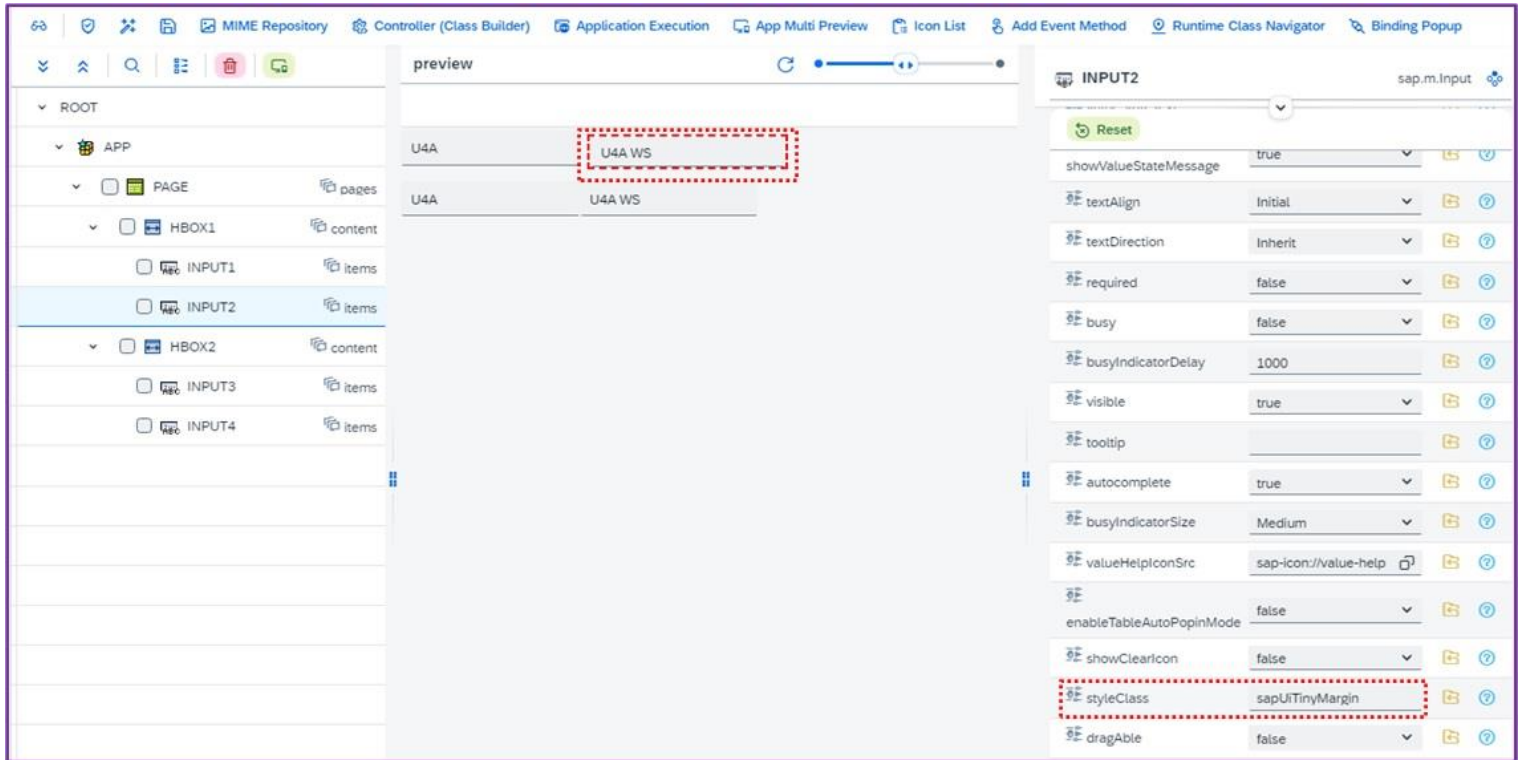 MIME Repository Controller (Class Builder) Application Execution App Multi Preview Icon List Add Event Method Runtime Class Navigator Binding Popup
preview
INPUT2 sap.m.Input
Reset
ROOT
APP
PAGE pages
HBOX1 content
INPUT1 items
INPUT2 items
HBOX2 content
INPUT3 items
INPUT4 items
U4A U4A WS
U4A U4A WS
showValueStateMessage true
textAlign Initial
textDirection Inherit
required false
busy false
busyIndicatorDelay 1000
visible true
tooltip
autocomplete true
busyIndicatorSize Medium
valueHelpIconSrc sap-icon://value-help
enableTableAutoPopinMode false
showClearIcon false
styleClass sapUiTinyMargin
dragAble false